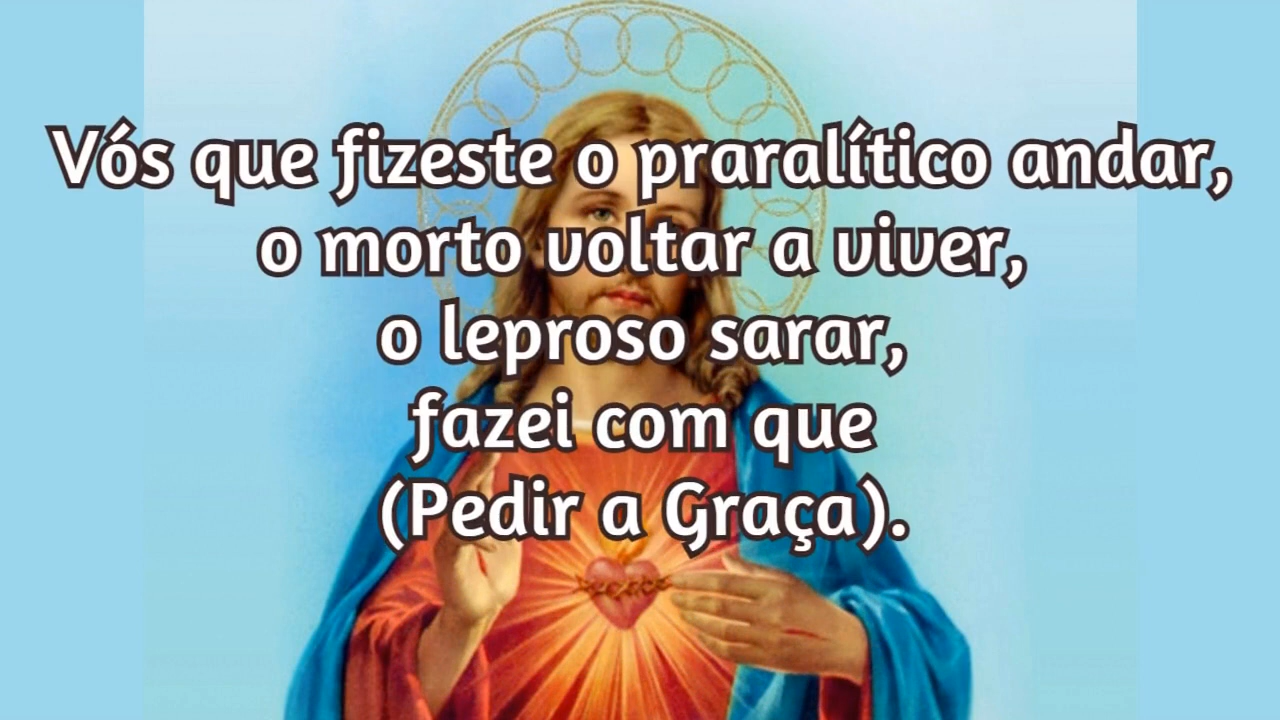 Vós que fizeste o praralítico andar,
o morto voltar a viver,
o leproso sarar,
fazei com que
(Pedir a Graça).